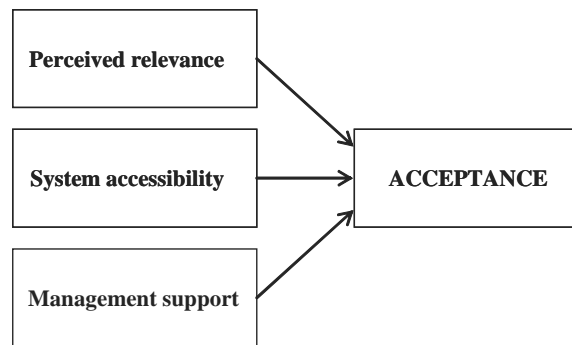 Perceived relevance
System accessibility
ACCEPTANCE
Management support